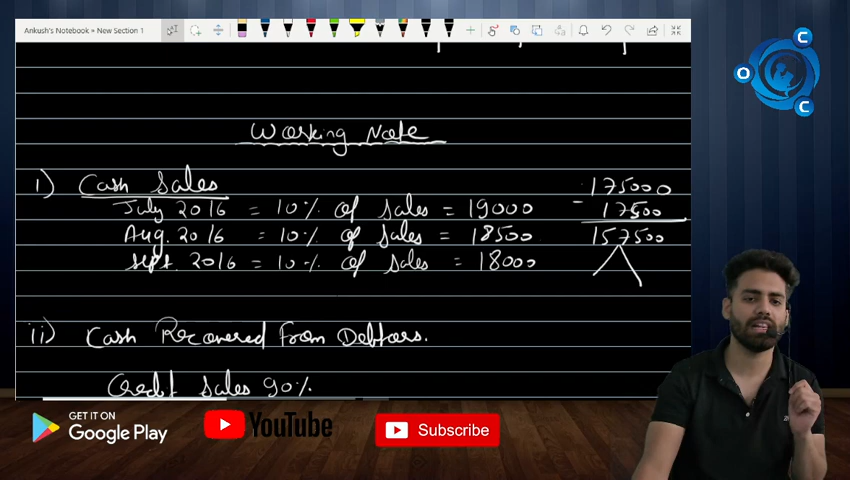 Ankush's Notebook » New Section 1
O C C
Working Note
i) Cash Sales
July 2016 = 10% of Sales = 19000
Aug. 2016 = 10% of Sales = 18500
Sept. 2016 = 10% of Sales = 18000
175000
- 17500
157500
ii) Cash Recovered from Debtors.
Credit Sales 90%
GET IT ON
Google Play
YouTube
Subscribe